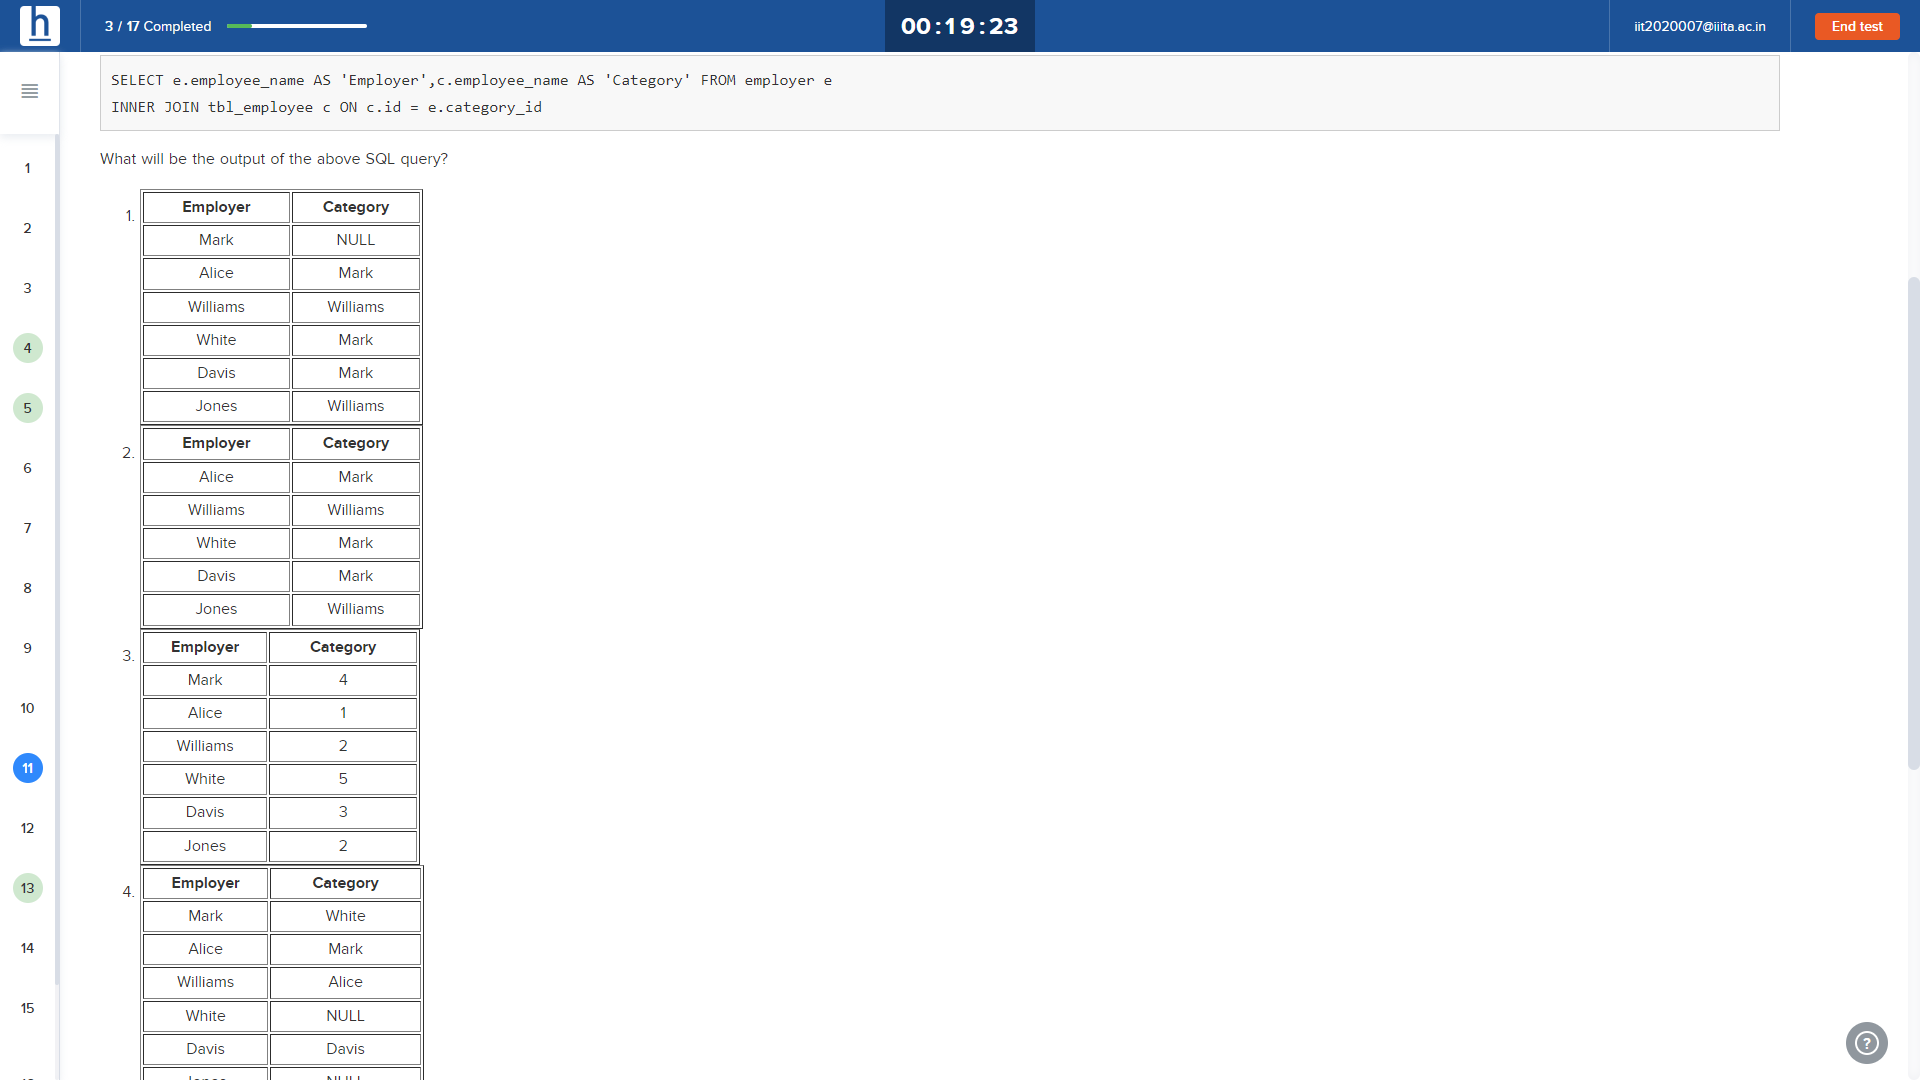 h
3 / 17 Completed
00:19:23
iit2020007@iiita.ac.in
End test
SELECT e.employee_name AS 'Employer',c.employee_name AS 'Category' FROM employer e
INNER JOIN tbl_employee c ON c.id = e.category_id
What will be the output of the above SQL query?
1.
Employer Category
Mark NULL
Alice Mark
Williams Williams
White Mark
Davis Mark
Jones Williams
2.
Employer Category
Alice Mark
Williams Williams
White Mark
Davis Mark
Jones Williams
3.
Employer Category
Mark 4
Alice 1
Williams 2
White 5
Davis 3
Jones 2
4.
Employer Category
Mark White
Alice Mark
Williams Alice
White NULL
Davis Davis
1
2
3
4
5
6
7
8
9
10
11
12
13
14
15
?